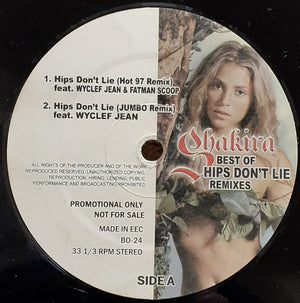 1. Hips Don't Lie (Hot 97 Remix)
feat. WYCLEF JEAN & FATMAN SCOOP
2. Hips Don't Lie (JUMBO Remix)
feat. WYCLEF JEAN
Shakira
BEST OF
HIPS DON'T LIE
REMIXES
ALL RIGHTS OF THE PRODUCER AND OF THE WORK
REPRODUCED RESERVED. UNAUTHORIZED COPYING,
REPRODUCTION, HIRING, LENDING, PUBLIC
PERFORMANCE AND BROADCASTING PROHIBITED
PROMOTIONAL ONLY
NOT FOR SALE
MADE IN EEC
BO-24
33 1/3 RPM STEREO
SIDE A